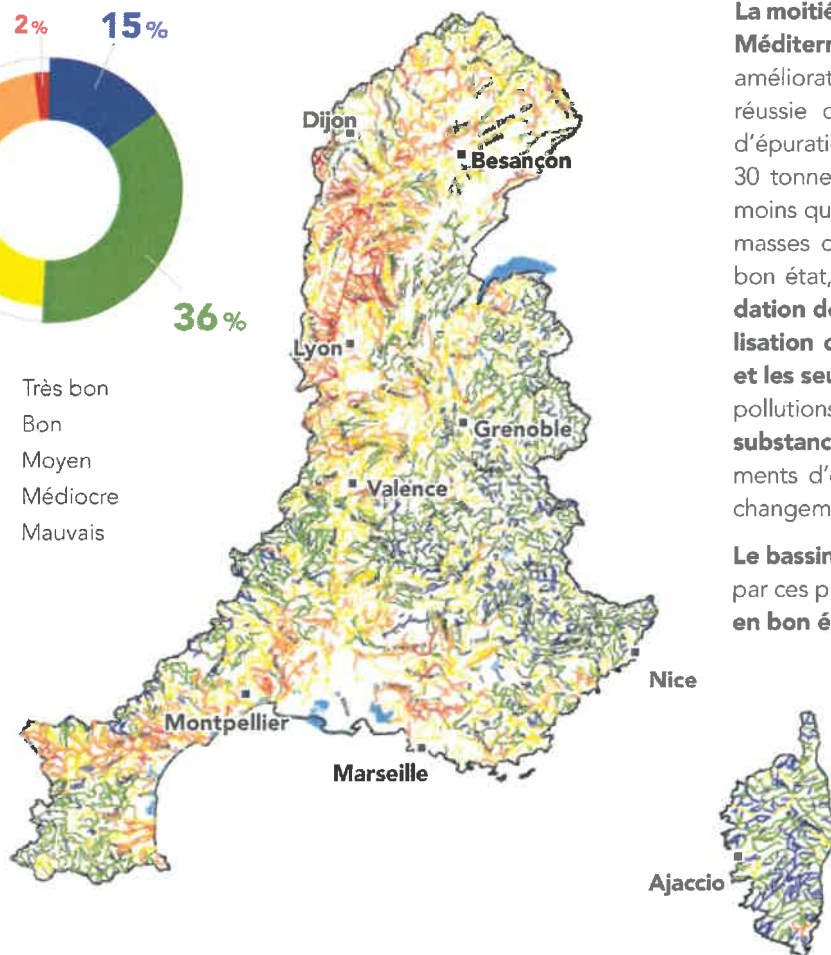 2%
15%
36%
Très bon
Bon
Moyen
Médiocre
Mauvais
Dijon
Besançon
Lyon
Grenoble
Valence
Nice
Montpellier
Marseille
Ajaccio
La moitié
Méditerr
améliorat
réussie
d'épuratio
30 tonne
moins qu
masses
bon état,
dation de
lisation
et les seu
pollutions
substanc
ments d'
changem
Le bassin
par ces p
en bon é